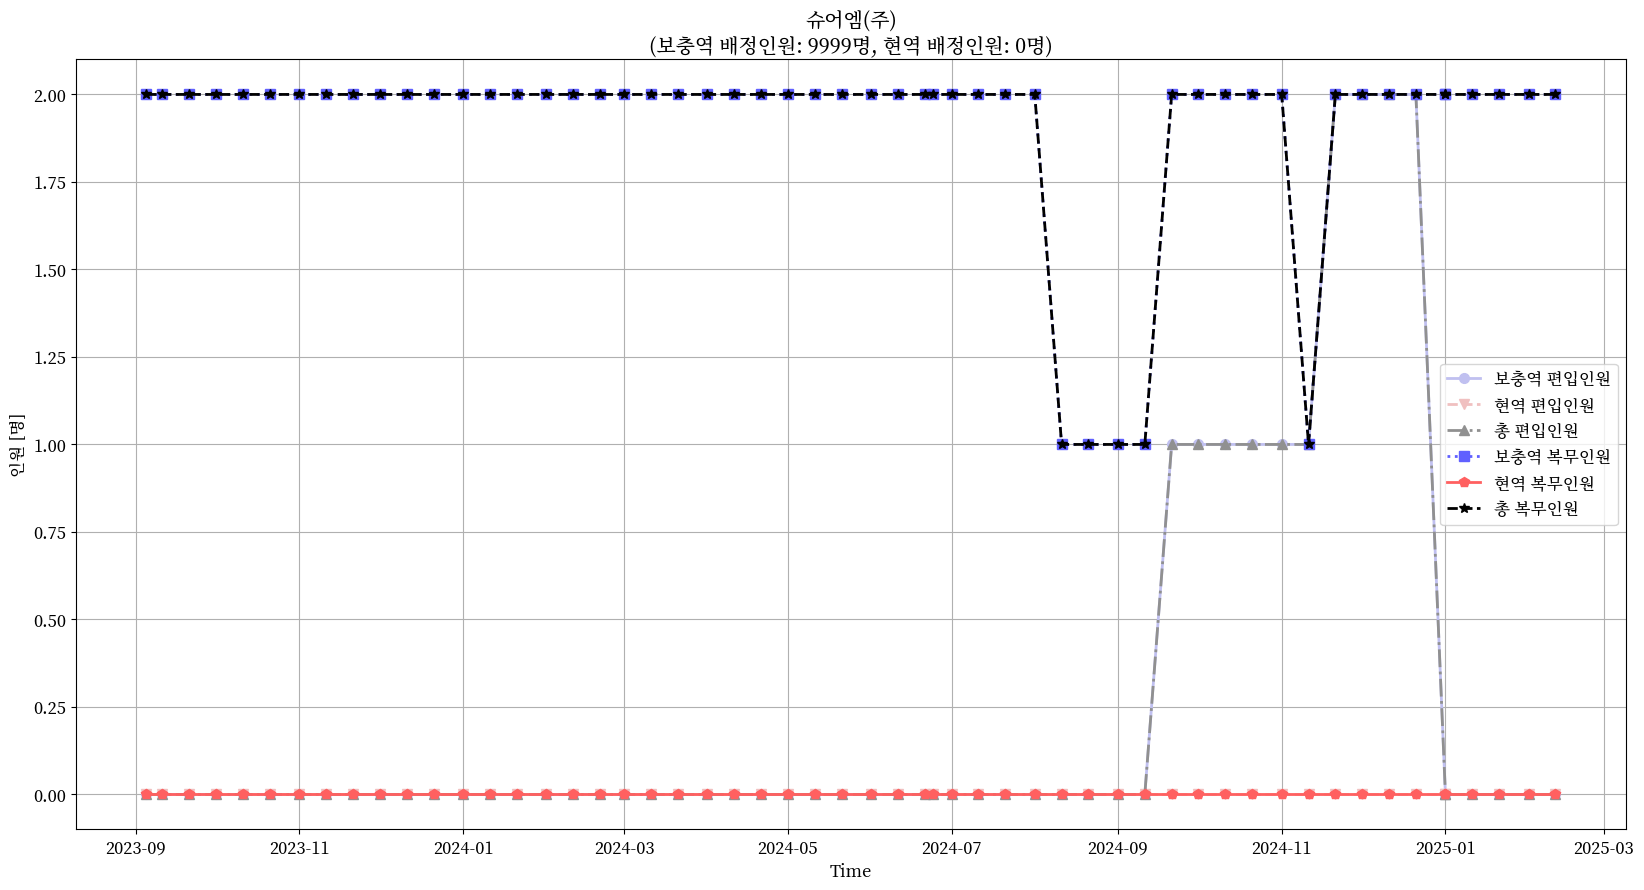 슈어엠(주)
(보충역 배정인원: 9999명, 현역 배정인원: 0명)
2.00
1.75
1.50
1.25
1.00
0.75
0.50
0.25
0.00
인원 [명]
보충역 편입인원
현역 편입인원
총 편입인원
보충역 복무인원
현역 복무인원
총 복무인원
2023-09
2023-11
2024-01
2024-03
2024-05
2024-07
2024-09
2024-11
2025-01
2025-03
Time